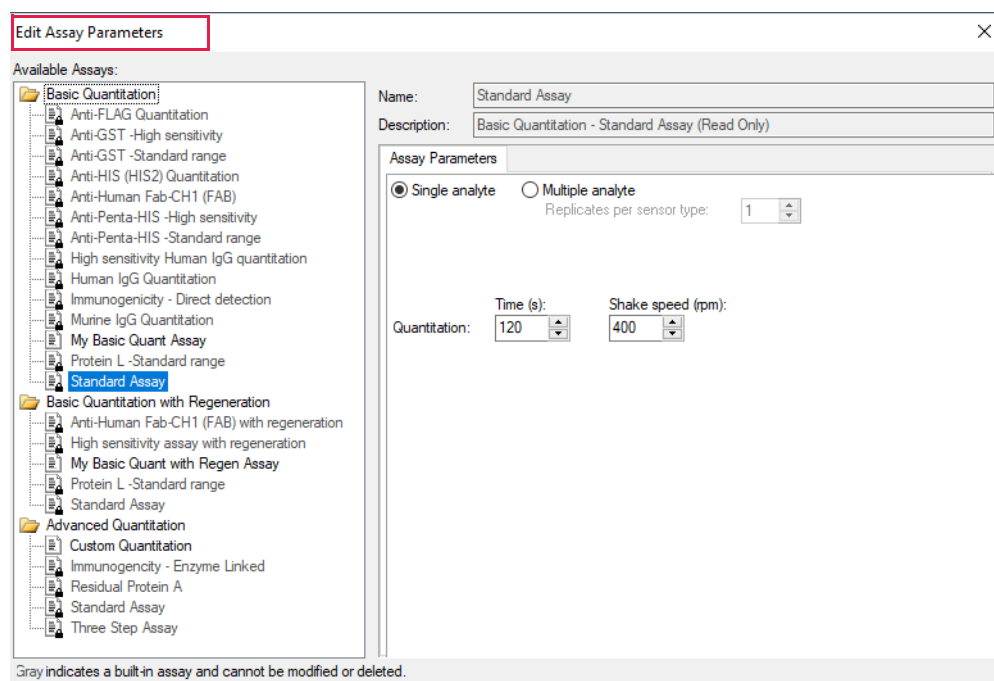 Edit Assay Parameters
Available Assays:
Basic Quantitation
Anti-FLAG Quantitation
Anti-GST -High sensitivity
Anti-GST -Standard range
Anti-HIS (HIS2) Quantitation
Anti-Human Fab-CH1 (FAB)
Anti-Penta-HIS -High sensitivity
Anti-Penta-HIS -Standard range
High sensitivity Human IgG quantitation
Human IgG Quantitation
Immunogenicity - Direct detection
Murine IgG Quantitation
My Basic Quant Assay
Protein L -Standard range
Standard Assay
Basic Quantitation with Regeneration
Anti-Human Fab-CH1 (FAB) with regeneration
High sensitivity assay with regeneration
My Basic Quant with Regen Assay
Protein L -Standard range
Standard Assay
Advanced Quantitation
Custom Quantitation
Immunogencity - Enzyme Linked
Residual Protein A
Standard Assay
Three Step Assay
Gray indicates a built-in assay and cannot be modified or deleted.
Name: Standard Assay
Description: Basic Quantitation - Standard Assay (Read Only)
Assay Parameters
Single analyte Multiple analyte
Replicates per sensor type: 1
Time (s): Shake speed (rpm):
Quantitation: 120 400